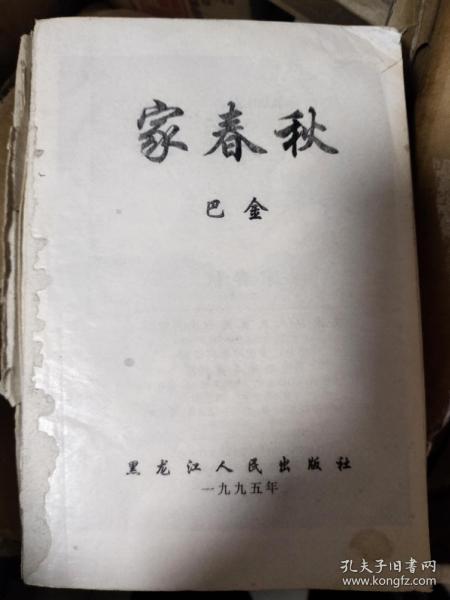 家春秋
巴金
黑龙江人民出版社
一九九五年
孔夫子旧书网
www.kongfz.com